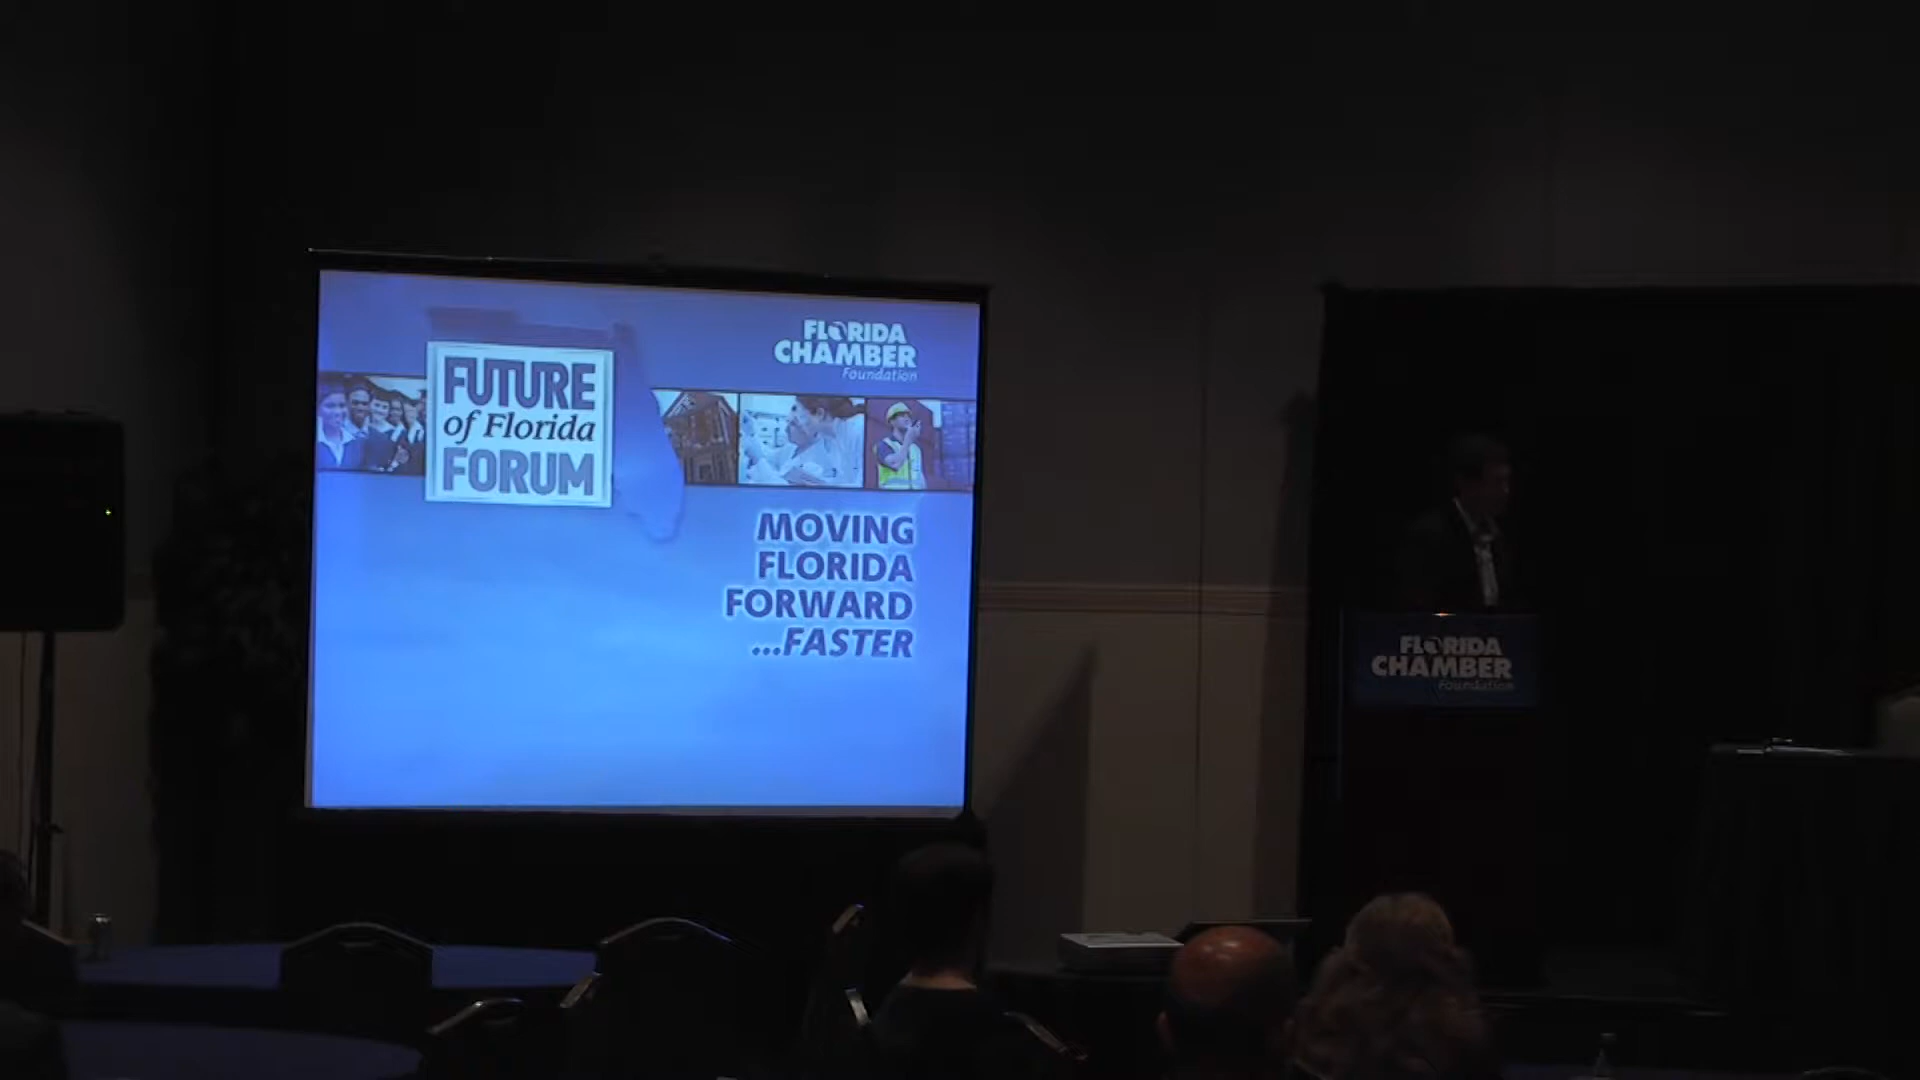 FLORIDA
CHAMBER
Foundation
FUTURE
of Florida
FORUM
MOVING
FLORIDA
FORWARD
...FASTER
FLORIDA
CHAMBER
Foundation